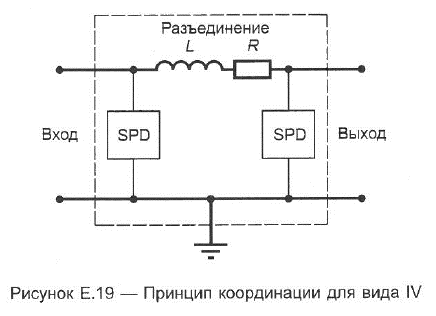 Разъединение
L R
Вход SPD SPD Выход
Рисунок Е.19 — Принцип координации для вида IV